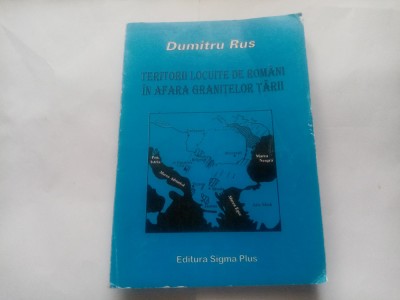 Dumitru Rus
TERITORII LOCUITE DE ROMÂNI
ÎN AFARA GRANIȚELOR ȚĂRII
Marea
Neagră
Editura Sigma Plus